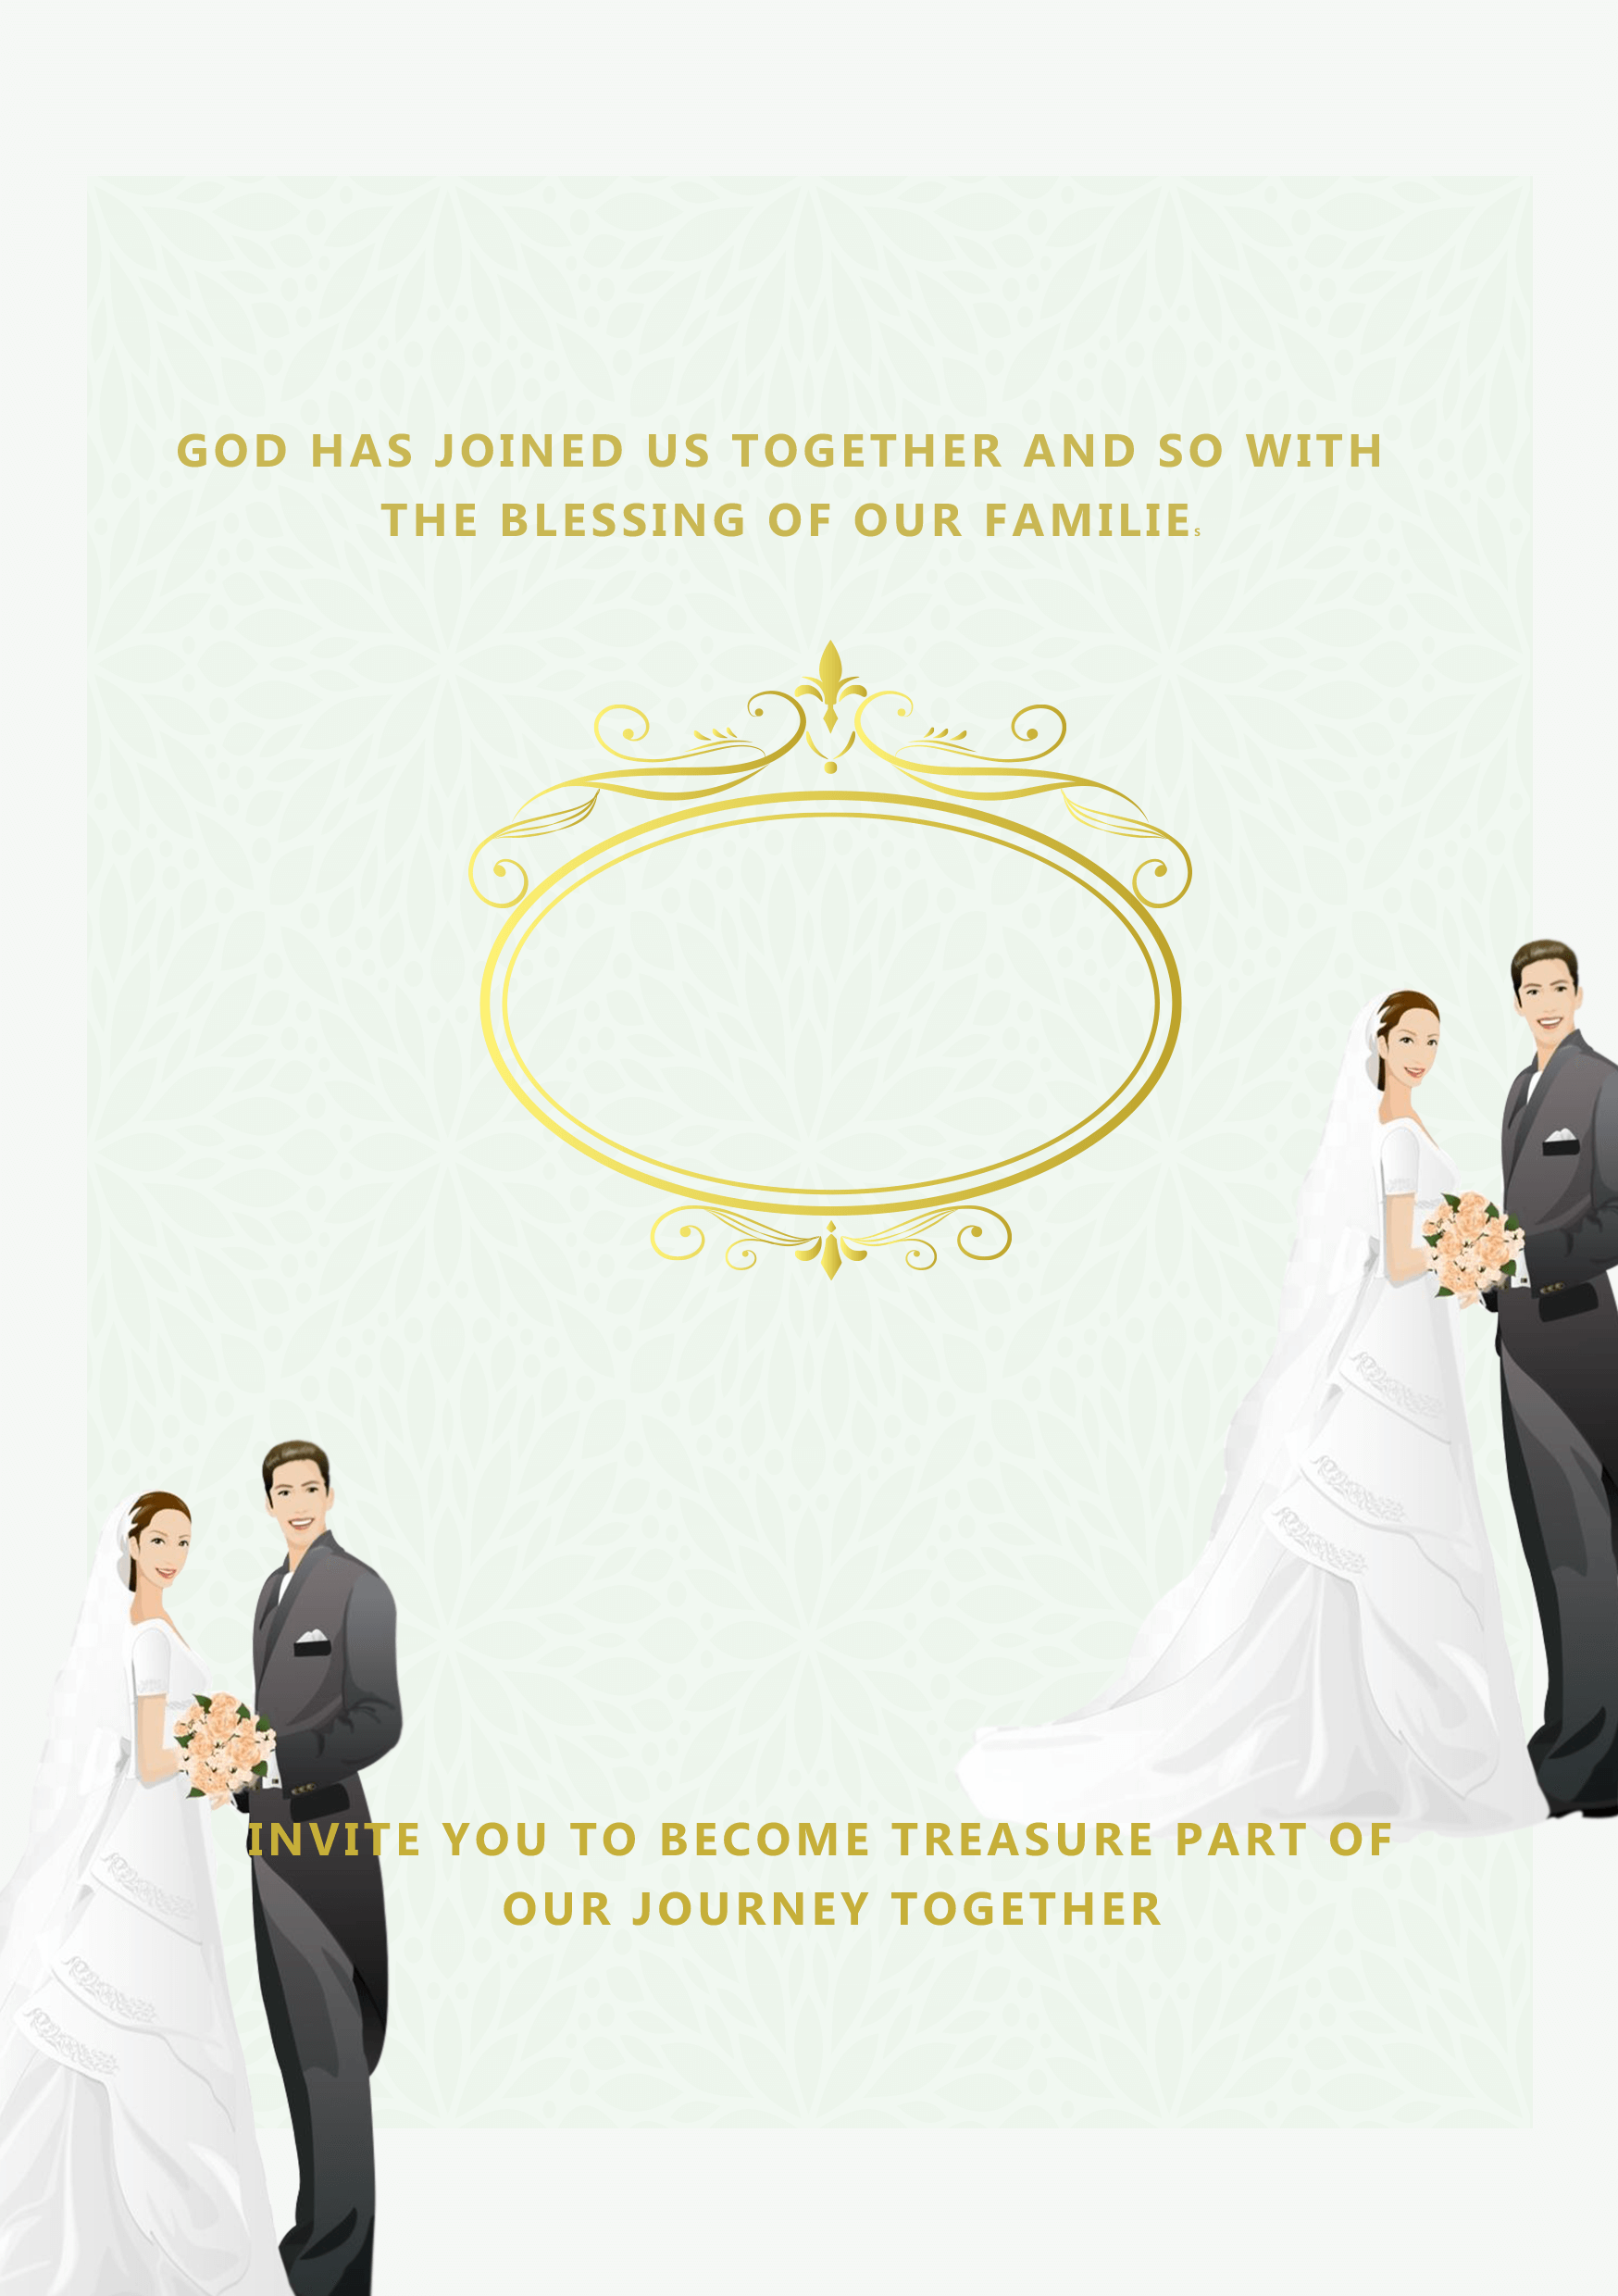 GOD HAS JOINED US TOGETHER AND SO WITH
THE BLESSING OF OUR FAMILIEs
INVITE YOU TO BECOME TREASURE PART OF
OUR JOURNEY TOGETHER